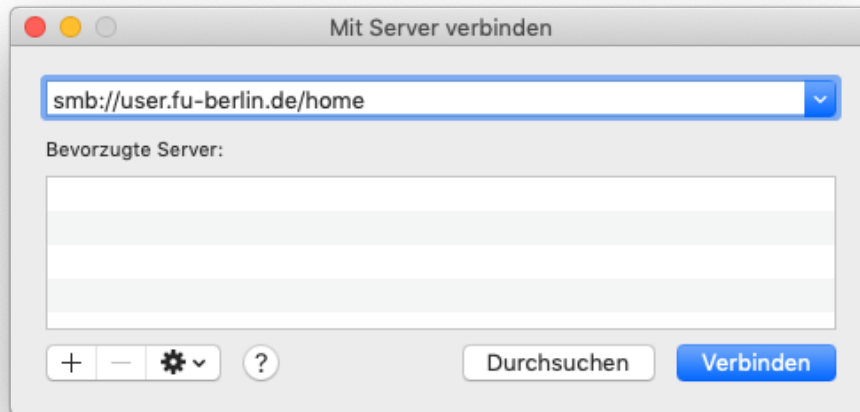 Mit Server verbinden
smb://user.fu-berlin.de/home
Bevorzugte Server:
+ − ?
Durchsuchen Verbinden